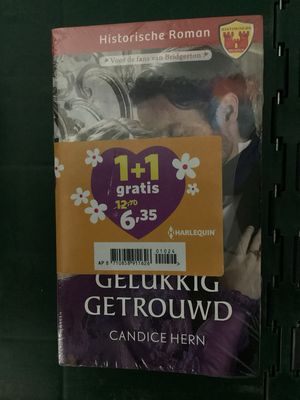 Historische Roman
Voor de fans van Bridgerton
1+1
gratis
12,70
6,35
HARLEQUIN
01024
GELUKKIG
GETROUWD
CANDICE HERN